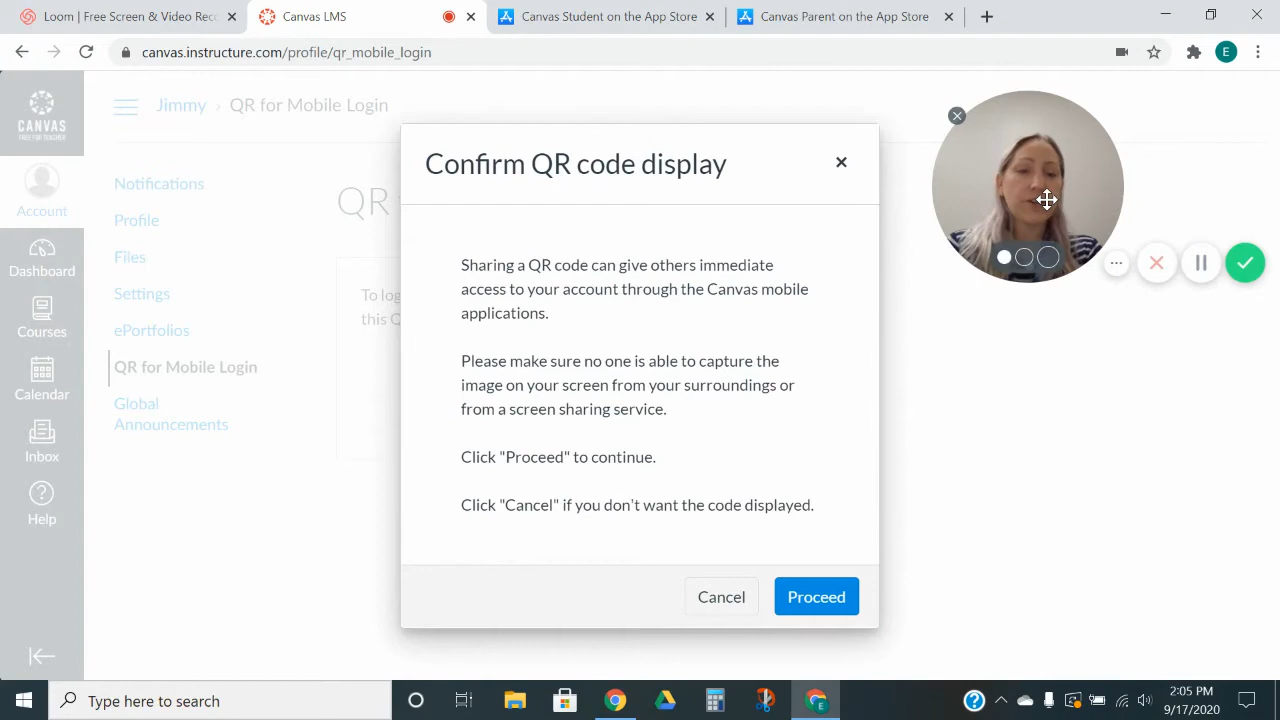 | Free Screen & Video Reco
Canvas LMS
Canvas Student on the App Store
Canvas Parent on the App Store
canvas.instructure.com/profile/qr_mobile_login
E
CANVAS
FREE FOR TEACHER
Account
Dashboard
Courses
Calendar
Inbox
Help
Jimmy › QR for Mobile Login
Notifications
Profile
Files
Settings
ePortfolios
QR for Mobile Login
Global
Announcements
QR
To log
this Q
Confirm QR code display
Sharing a QR code can give others immediate
access to your account through the Canvas mobile
applications.
Please make sure no one is able to capture the
image on your screen from your surroundings or
from a screen sharing service.
Click "Proceed" to continue.
Click "Cancel" if you don't want the code displayed.
Cancel
Proceed
Type here to search
2:05 PM
9/17/2020